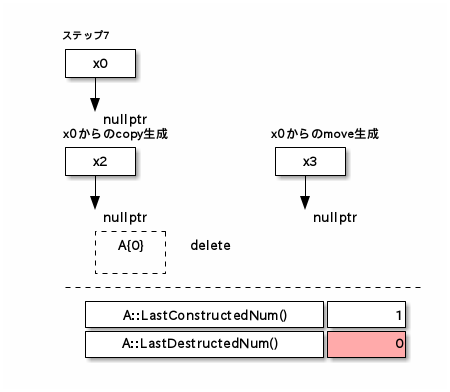 ステップ7
x0
nullptr
x0からのcopy生成
x0からのmove生成
x2
x3
nullptr
nullptr
A{0}
delete
A::LastConstructedNum()
1
A::LastDestructedNum()
0